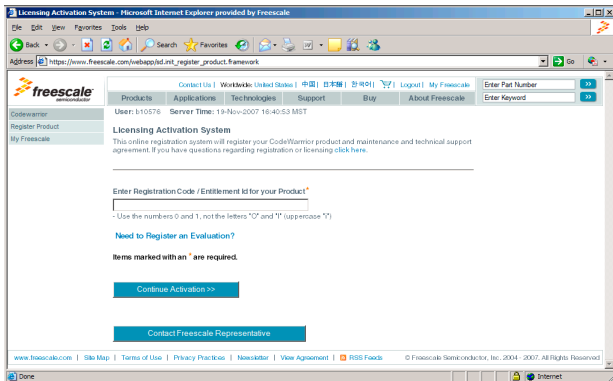 Licensing Activation System - Microsoft Internet Explorer provided by Freescale
File Edit View Favorites Tools Help
Back Search Favorites
Address https://www.freescale.com/webapp/sd.init_register_product.framework Go
freescale
semiconductor
Contact Us | Worldwide: United States | 中国 | 日本語 | 한국어 | Logout | My Freescale Enter Part Number >>
Products Applications Technologies Support Buy About Freescale Enter Keyword >>
Codewarrior
Register Product
My Freescale
User: b10576 Server Time: 19-Nov-2007 16:40:53 MST
Licensing Activation System
This online registration system will register your CodeWarrior product and maintenance and technical support
agreement. If you have questions regarding registration or licensing click here.
Enter Registration Code / Entitlement Id for your Product*
- Use the numbers 0 and 1, not the letters "O" and "I" (uppercase "i")
Need to Register an Evaluation?
Items marked with an * are required.
Continue Activation >>
Contact Freescale Representative
www.freescale.com | Site Map | Terms of Use | Privacy Practices | Newsletter | View Agreement | RSS Feeds © Freescale Semiconductor, Inc. 2004 - 2007. All Rights Reserved
Done Internet